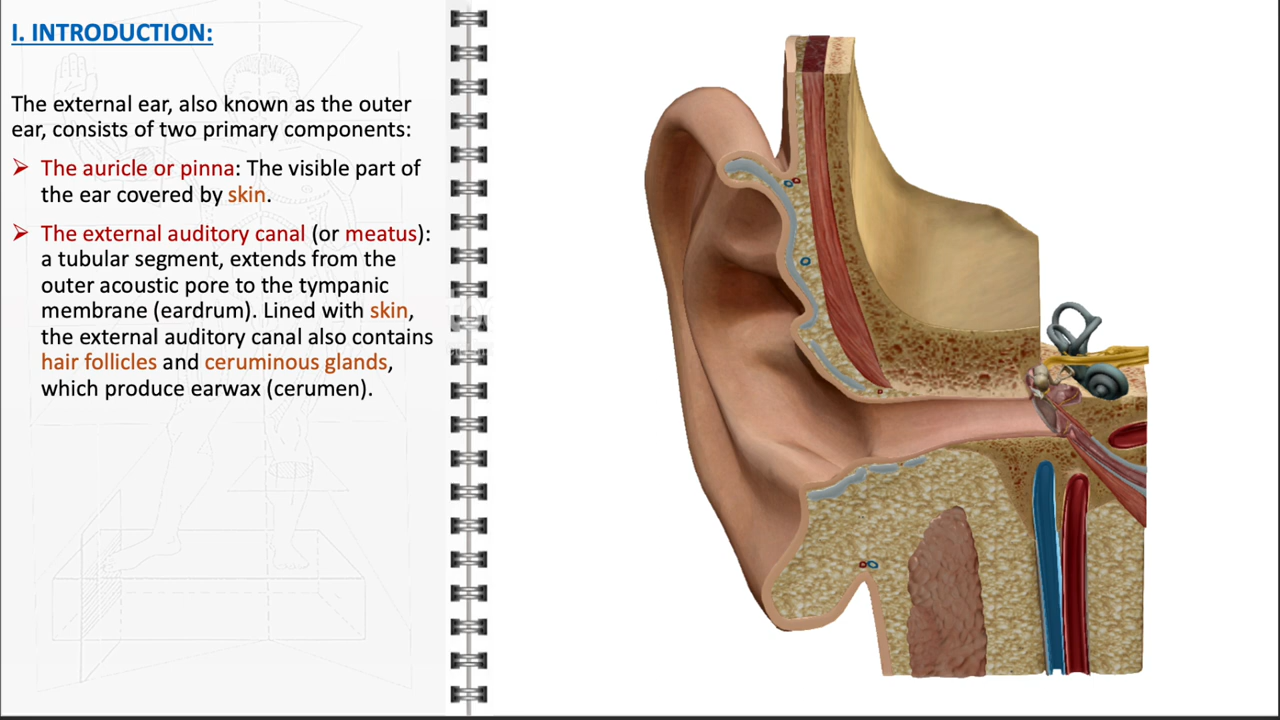 I. INTRODUCTION:
The external ear, also known as the outer
ear, consists of two primary components:
➢ The auricle or pinna: The visible part of
the ear covered by skin.
➢ The external auditory canal (or meatus):
a tubular segment, extends from the
outer acoustic pore to the tympanic
membrane (eardrum). Lined with skin,
the external auditory canal also contains
hair follicles and ceruminous glands,
which produce earwax (cerumen).